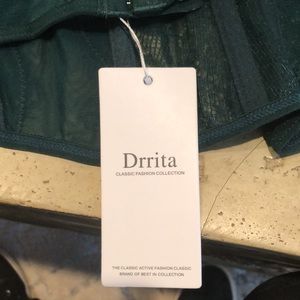 Drrita
CLASSIC FASHION COLLECTION
THE CLASSIC ACTIVE FASHION CLASSIC
BRAND OF BEST IN COLLECTION